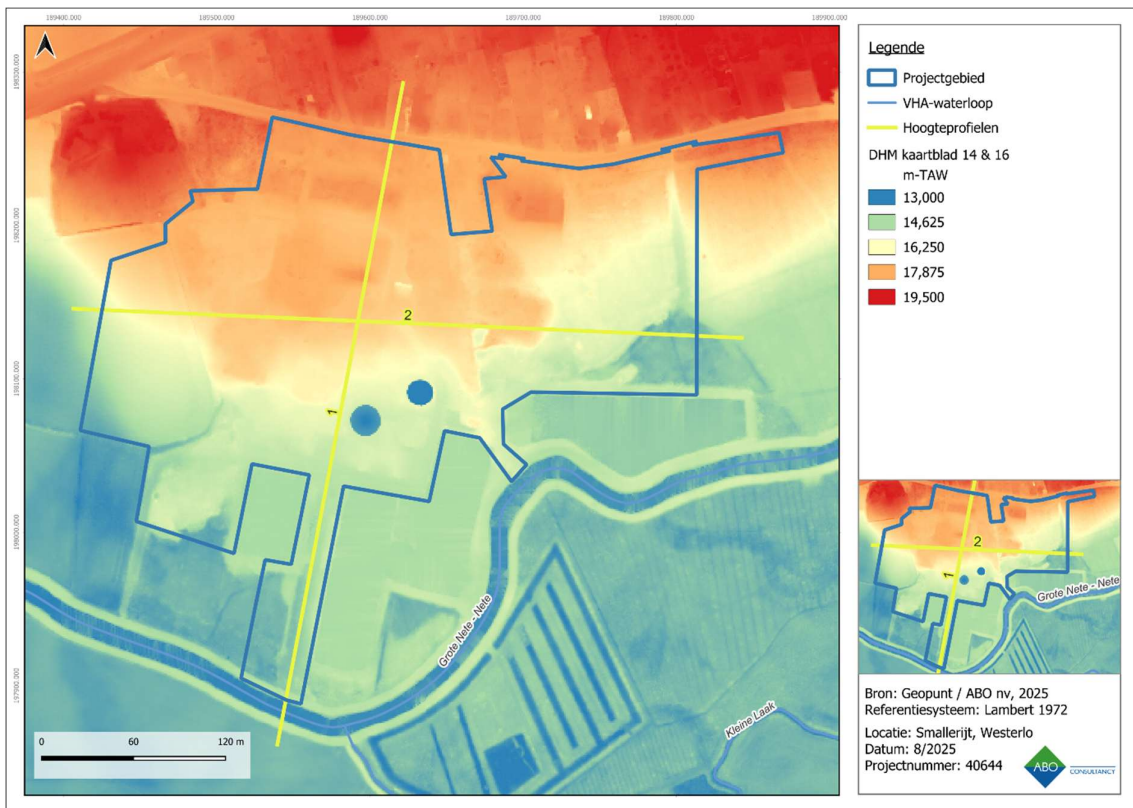 189400.000 189500.000 189600.000 189700.000 189800.000 189900.000
198300.000
198200.000
198100.000
198000.000
197900.000
2
1
Grote Nete - Nete
Kleine Laak
0 60 120 m
Legende
Projectgebied
VHA-waterloop
Hoogteprofielen
DHM kaartblad 14 & 16
m-TAW
13,000
14,625
16,250
17,875
19,500
2
1
Grote Nete - Nete
Bron: Geopunt / ABO nv, 2025
Referentiesysteem: Lambert 1972
Locatie: Smallerijt, Westerlo
Datum: 8/2025
Projectnummer: 40644
ABO
CONSULTANCY